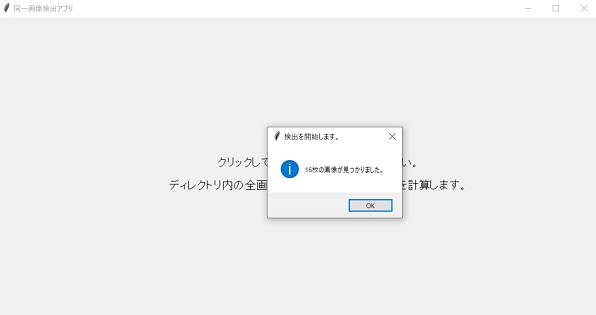 同一画像検出アプリ
検出を開始します。
クリックして
い。
16枚の画像が見つかりました。
ディレクトリ内の全画
を計算します。
OK